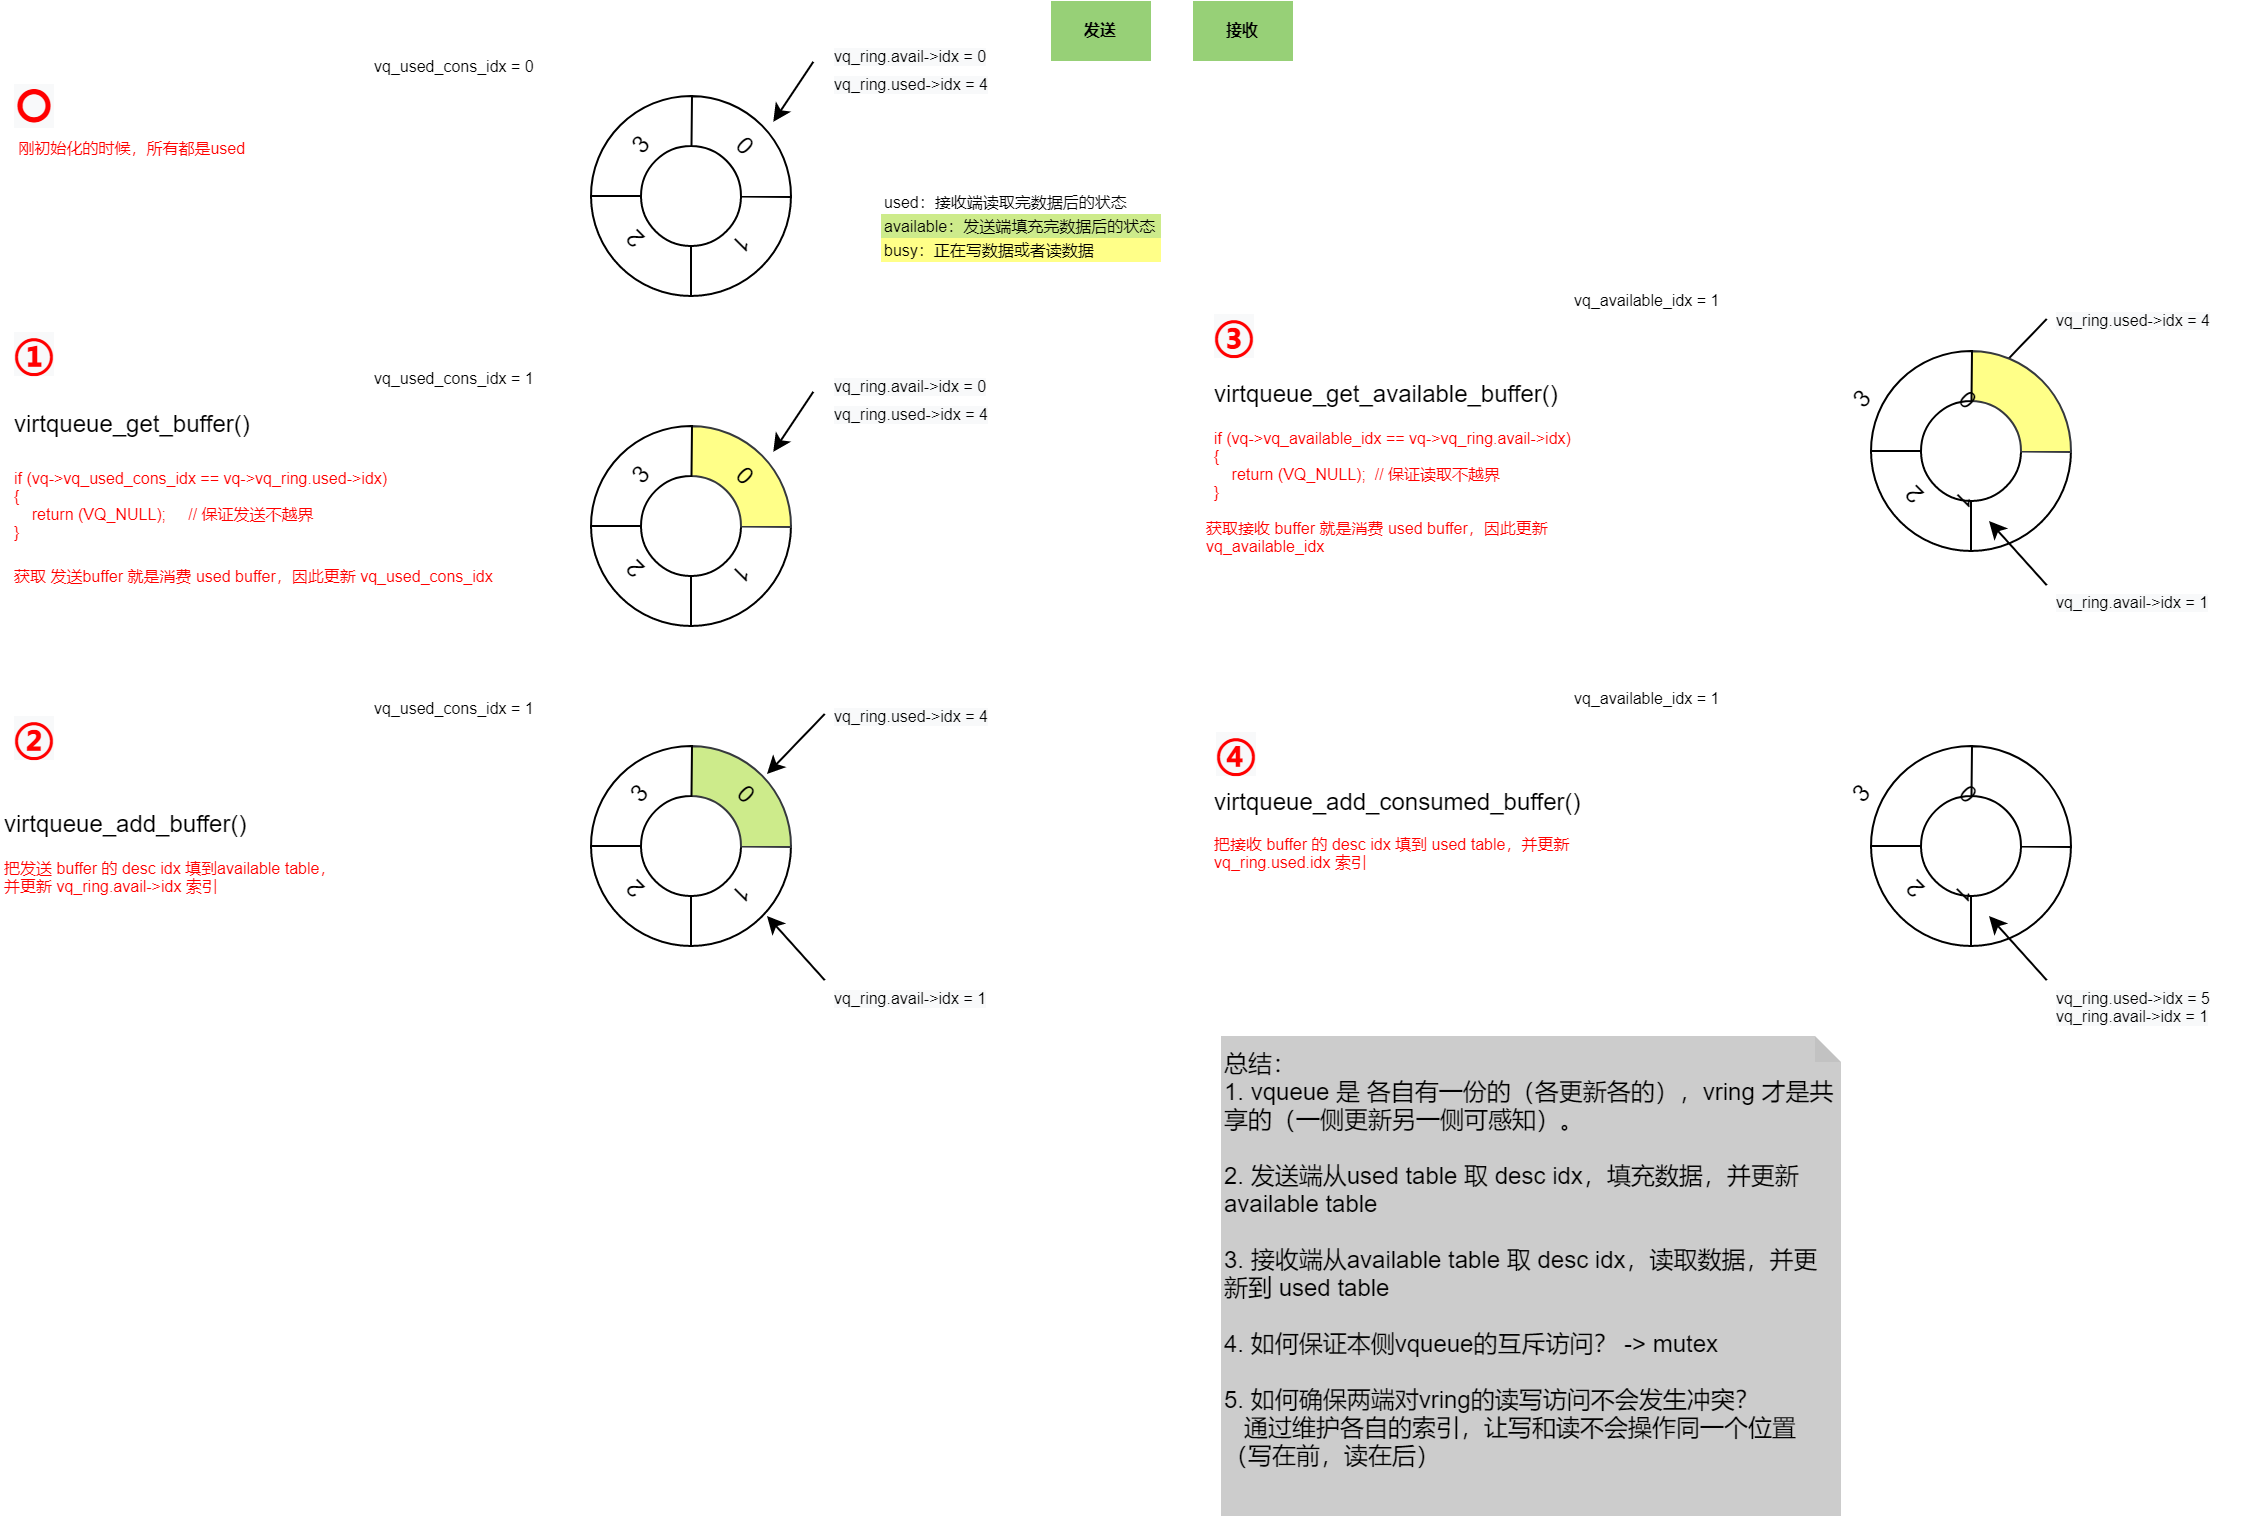 发送
接收
vq_used_cons_idx = 0
vq_ring.avail->idx = 0
vq_ring.used->idx = 4
刚初始化的时候，所有都是used
3
0
2
1
used：接收端读取完数据后的状态
available：发送端填充完数据后的状态
busy：正在写数据或者读数据
①
virtqueue_get_buffer()
if (vq->vq_used_cons_idx == vq->vq_ring.used->idx)
{
return (VQ_NULL); // 保证发送不越界
}
获取 发送buffer 就是消费 used buffer，因此更新 vq_used_cons_idx
vq_used_cons_idx = 1
vq_ring.avail->idx = 0
vq_ring.used->idx = 4
3
0
2
1
②
virtqueue_add_buffer()
把发送 buffer 的 desc idx 填到available table，
并更新 vq_ring.avail->idx 索引
vq_used_cons_idx = 1
vq_ring.used->idx = 4
3
0
2
1
vq_ring.avail->idx = 1
③
virtqueue_get_available_buffer()
if (vq->vq_available_idx == vq->vq_ring.avail->idx)
{
return (VQ_NULL); // 保证读取不越界
}
获取接收 buffer 就是消费 used buffer，因此更新
vq_available_idx
vq_available_idx = 1
vq_ring.used->idx = 4
3
0
2
1
vq_ring.avail->idx = 1
④
virtqueue_add_consumed_buffer()
把接收 buffer 的 desc idx 填到 used table，并更新
vq_ring.used.idx 索引
vq_available_idx = 1
3
0
2
1
vq_ring.used->idx = 5
vq_ring.avail->idx = 1
总结：
1. vqueue 是 各自有一份的（各更新各的），vring 才是共
享的（一侧更新另一侧可感知）。
2. 发送端从used table 取 desc idx，填充数据，并更新
available table
3. 接收端从available table 取 desc idx，读取数据，并更
新到 used table
4. 如何保证本侧vqueue的互斥访问？ -> mutex
5. 如何确保两端对vring的读写访问不会发生冲突？
通过维护各自的索引，让写和读不会操作同一个位置
（写在前，读在后）